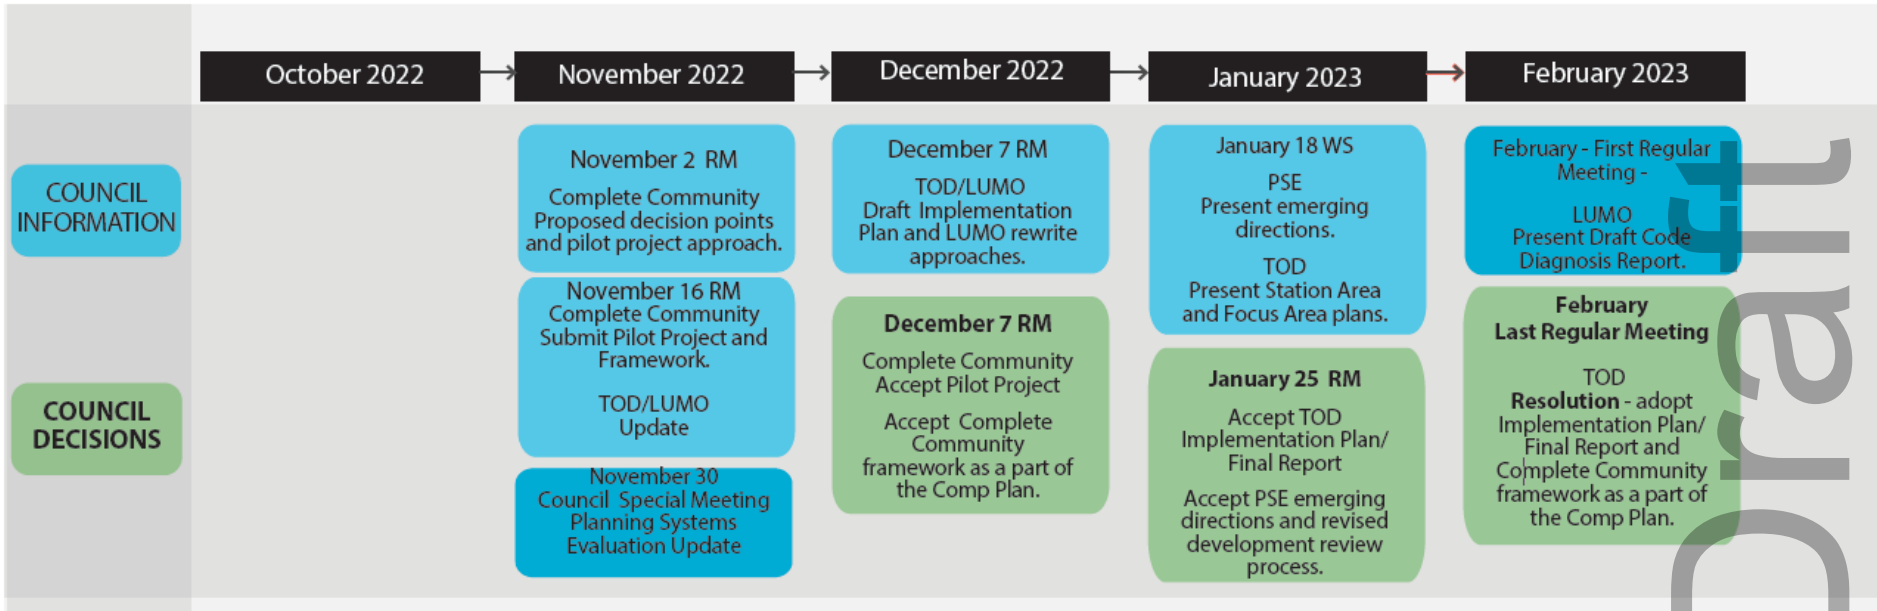 October 2022
November 2022
December 2022
January 2023
February 2023
COUNCIL
INFORMATION
COUNCIL
DECISIONS
November 2 RM
Complete Community
Proposed decision points
and pilot project approach.
November 16 RM
Complete Community
Submit Pilot Project and
Framework.
TOD/LUMO
Update
November 30
Council Special Meeting
Planning Systems
Evaluation Update
December 7 RM
TOD/LUMO
Draft Implementation
Plan and LUMO rewrite
approaches.
December 7 RM
Complete Community
Accept Pilot Project
Accept Complete
Community
framework as a part of
the Comp Plan.
January 18 WS
PSE
Present emerging
directions.
TOD
Present Station Area
and Focus Area plans.
January 25 RM
Accept TOD
Implementation Plan/
Final Report
Accept PSE emerging
directions and revised
development review
process.
February - First Regular
Meeting -
LUMO
Present Draft Code
Diagnosis Report.
February
Last Regular Meeting
TOD
Resolution - adopt
Implementation Plan/
Final Report and
Complete Community
framework as a part of
the Comp Plan.
Draft